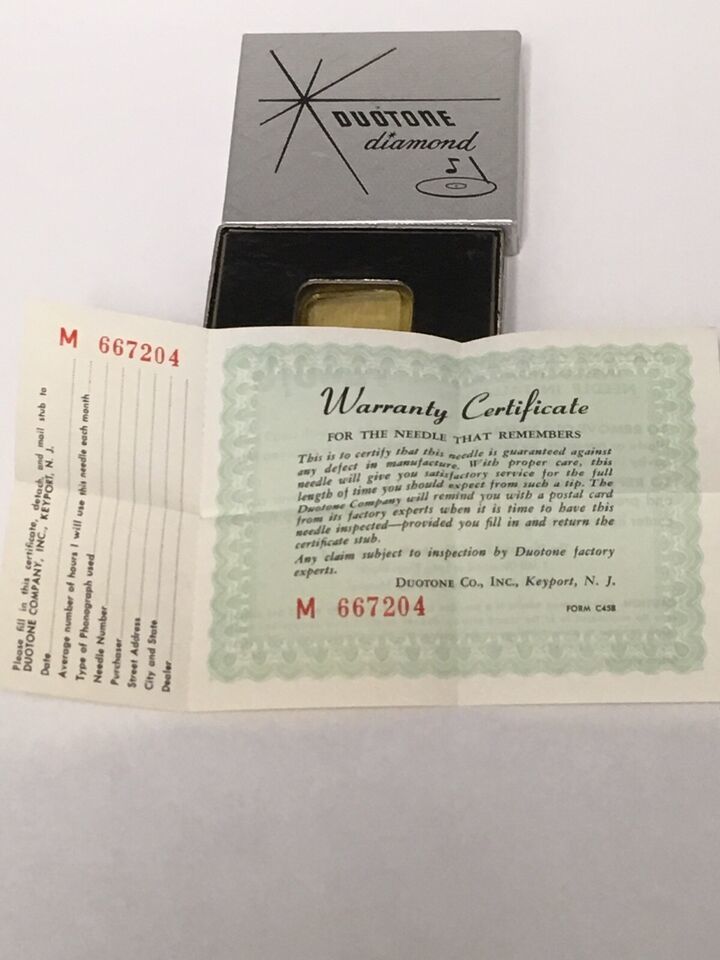 DUOTONE
diamond
M 667204
Please fill in this certificate, detach, and mail stub to
DUOTONE COMPANY, INC., KEYPORT, N. J.
Date
Average number of hours I will use this needle each month
Type of Phonograph used
Needle Number
Purchaser
Street Address
City and State
Dealer
Warranty Certificate
FOR THE NEEDLE THAT REMEMBERS
This is to certify that this needle is guaranteed against
any defect in manufacture. With proper care, this
needle will give you satisfactory service for the full
length of time you should expect from such a tip. The
Duotone Company will remind you with a postal card
from its factory experts when it is time to have this
needle inspected—provided you fill in and return the
certificate stub.
Any claim subject to inspection by Duotone factory
experts.
DUOTONE CO., INC., Keyport, N. J.
M 667204
FORM C45B